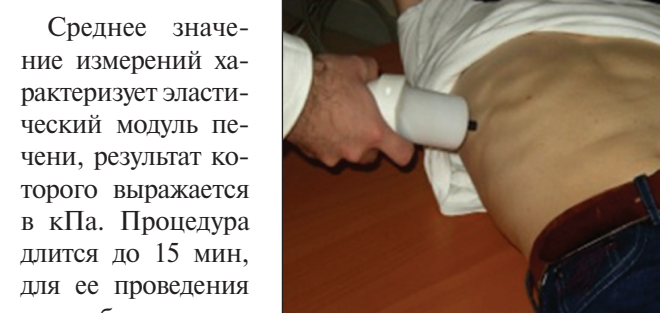 Среднее значе-
ние измерений ха-
рактеризует эласти-
ческий модуль пе-
чени, результат ко-
торого выражается
в кПа. Процедура
длится до 15 мин,
для ее проведения